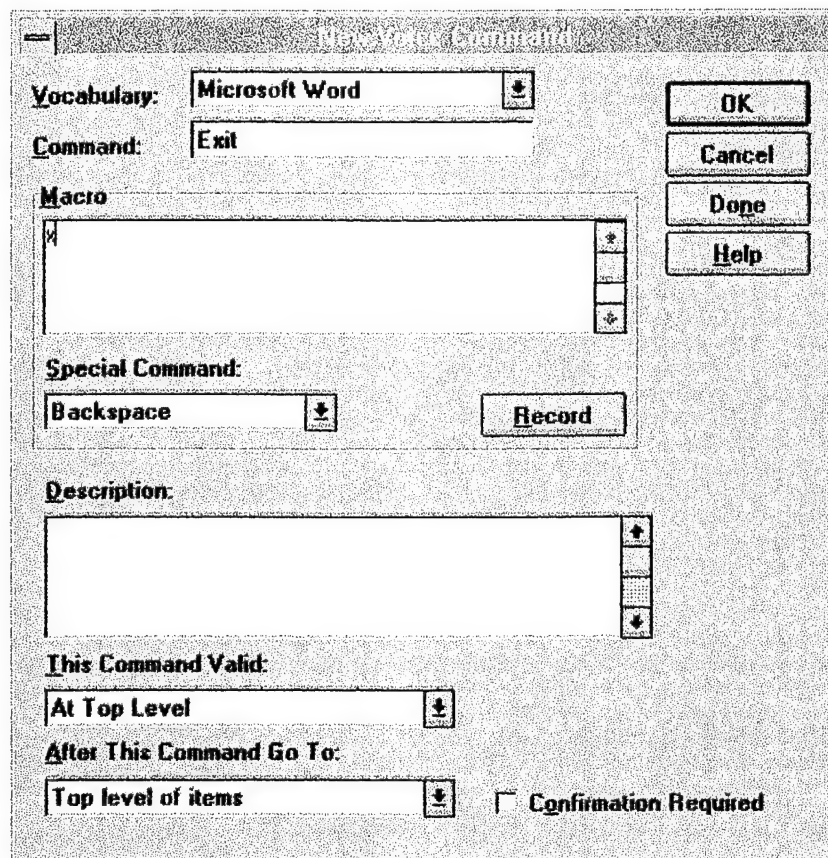 New Voice Command
Vocabulary: Microsoft Word
OK
Command: Exit
Cancel
Macro
Done
x
Help
Special Command:
Backspace
Record
Description:
This Command Valid:
At Top Level
After This Command Go To:
Top level of items
Confirmation Required